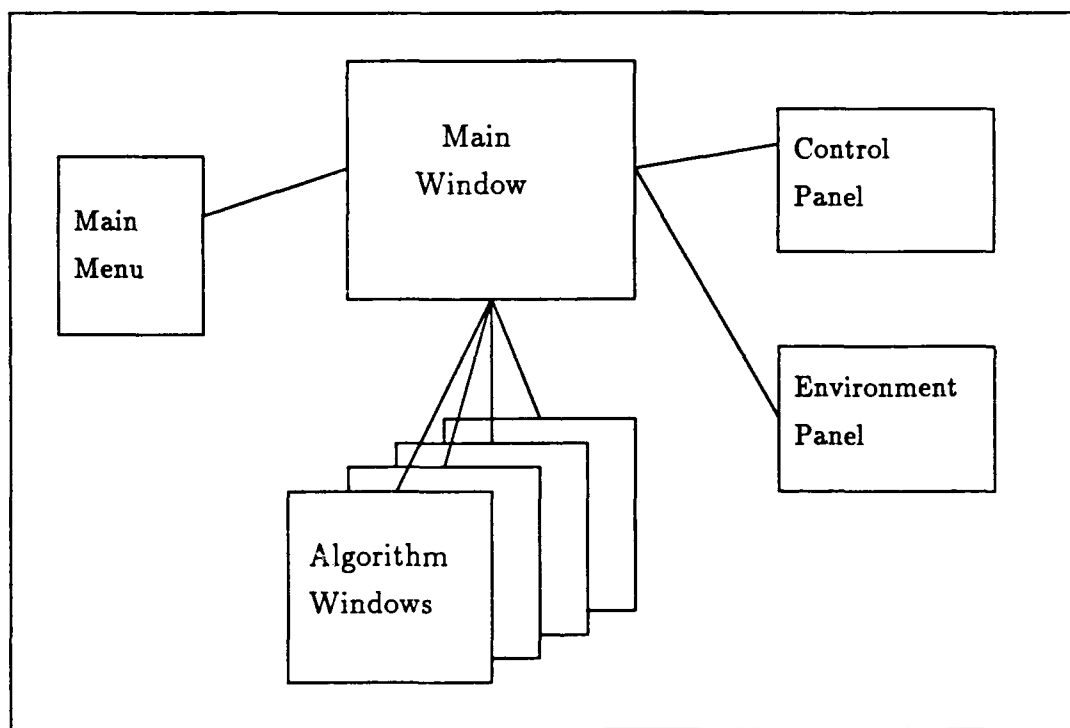 Main
Window
Main
Menu
Control
Panel
Environment
Panel
Algorithm
Windows